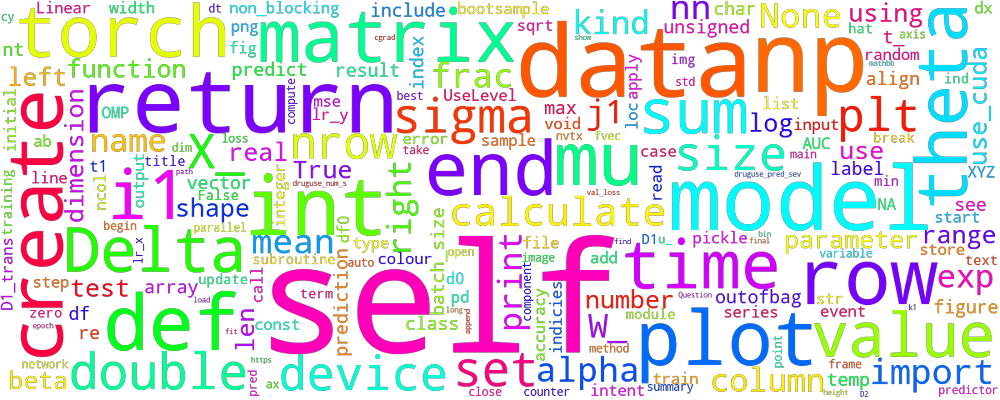 cy Linear width dt non_blocking include bootsample kind None char using dx
torch png matrix cgrad sqrt nn unsigned hat t_ axis
nt fig show img random
left function predict result index frac datanp std mathbb align ind theta
initial OMP return compute best mse UseLevel max j1 loc apply list plt use_cuda
create dimension name X_ loss lr_y sigma void nvtx fvec sum log input break
ab dim real nrow error sample case AUC use XYZ
training line t1 title path True take end mu size read main label min see
ncol output vector False integer druguse_num_s val_loss druguse_pred_sev NA start
D1_trans i1 shape parallel int right calculate model range
begin lr_x mean df0 type batch_size file find D1 u_ pickle parameter store
Delta subroutine auto colour open image add bin final variable text
step test array update call prediction d0 self print component time row exp
zero load term pd long indicies number outofbag str event figure
df re def len const class append accuracy W_ module series Question k1
epoch fit method point value
network https double device set alpha train plot column temp frame import
beta pred ax close counter intent summary height D2 predictor